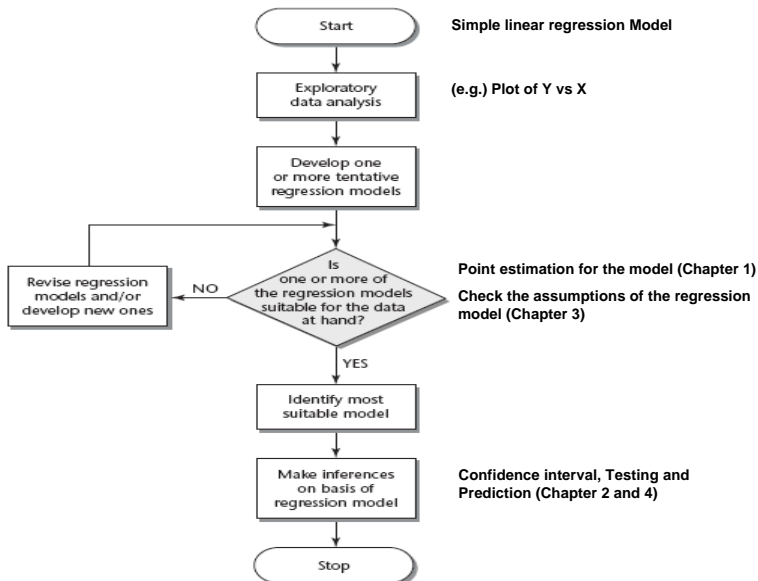 Start
Simple linear regression Model
Exploratory
data analysis
(e.g.) Plot of Y vs X
Develop one
or more tentative
regression models
Is
one or more of
the regression models
suitable for the data
at hand?
NO
Revise regression
models and/or
develop new ones
Point estimation for the model (Chapter 1)
Check the assumptions of the regression
model (Chapter 3)
YES
Identify most
suitable model
Make inferences
on basis of
regression model
Confidence interval, Testing and
Prediction (Chapter 2 and 4)
Stop